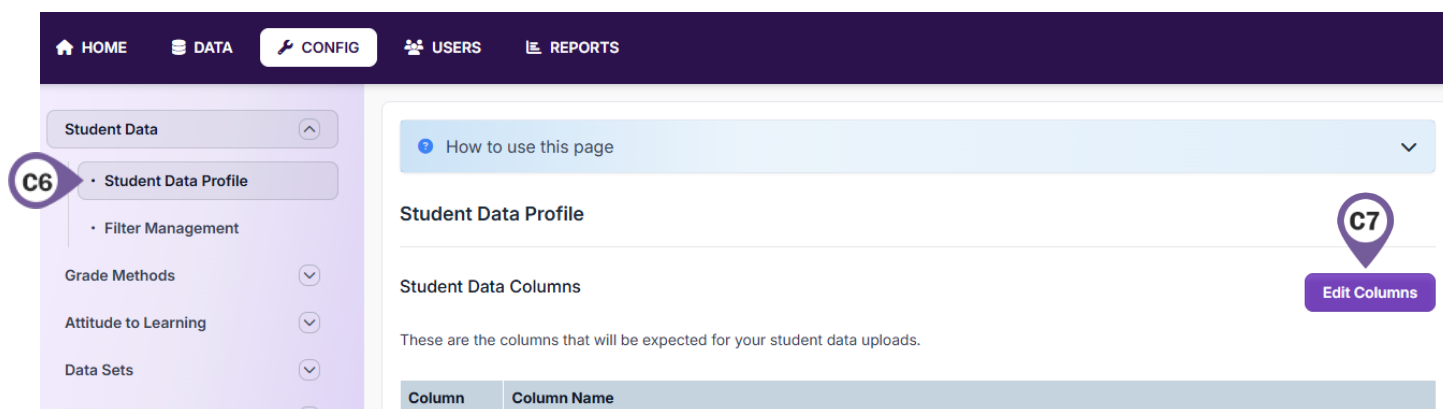 HOME DATA CONFIG USERS REPORTS
Student Data
C6
Student Data Profile
Filter Management
Grade Methods
Attitude to Learning
Data Sets
How to use this page
Student Data Profile
C7
Student Data Columns
Edit Columns
These are the columns that will be expected for your student data uploads.
Column Column Name